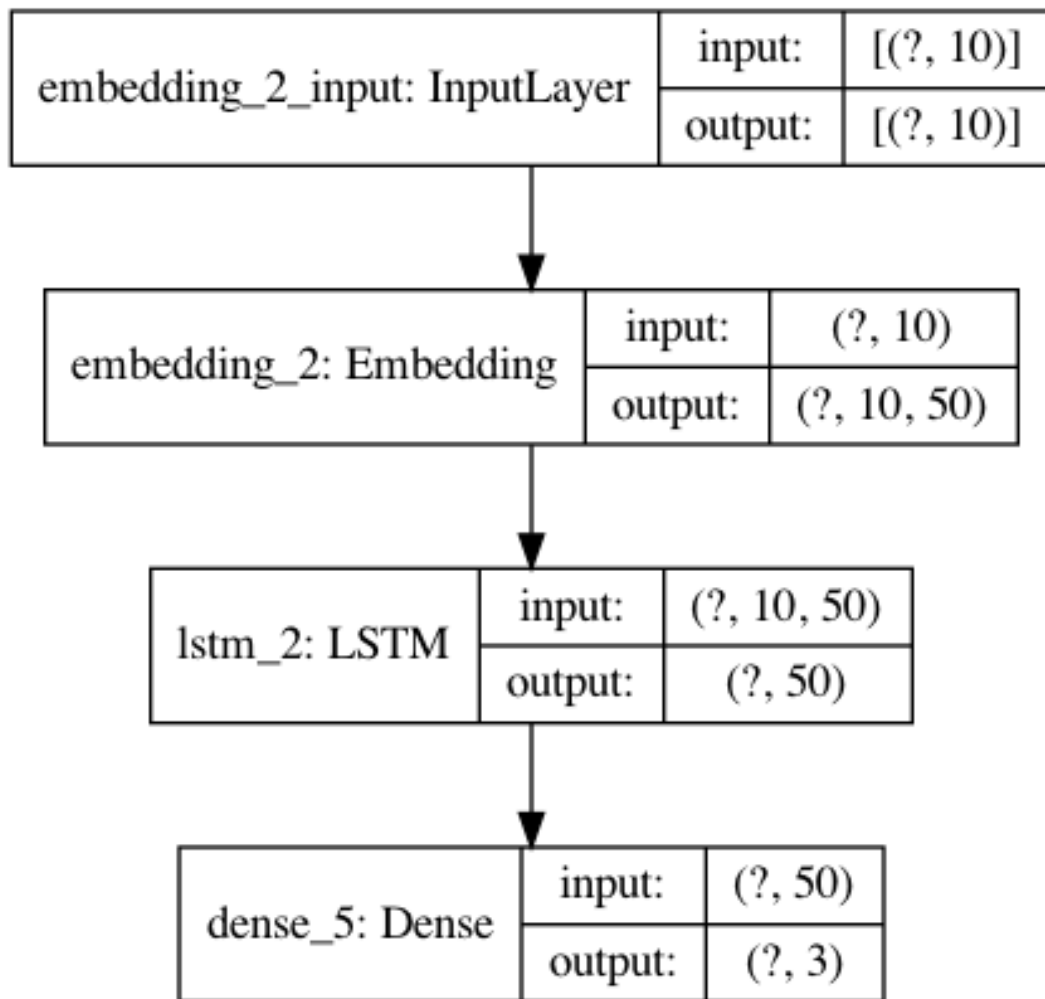 embedding_2_input: InputLayer
input: [(?, 10)]
output: [(?, 10)]
embedding_2: Embedding
input: (?, 10)
output: (?, 10, 50)
lstm_2: LSTM
input: (?, 10, 50)
output: (?, 50)
dense_5: Dense
input: (?, 50)
output: (?, 3)